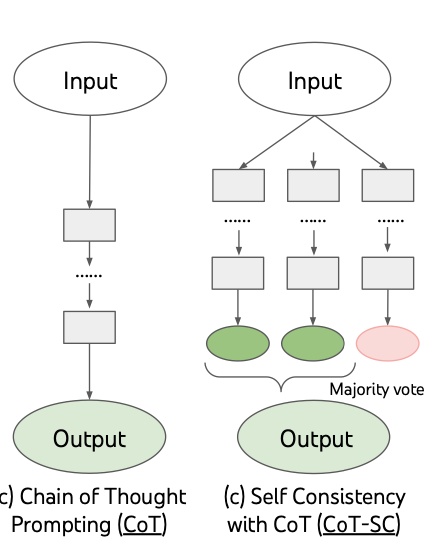 Input
Input
......
......
......
......
Majority vote
Output
Output
c) Chain of Thought
Prompting (CoT)
(c) Self Consistency
with CoT (CoT-SC)